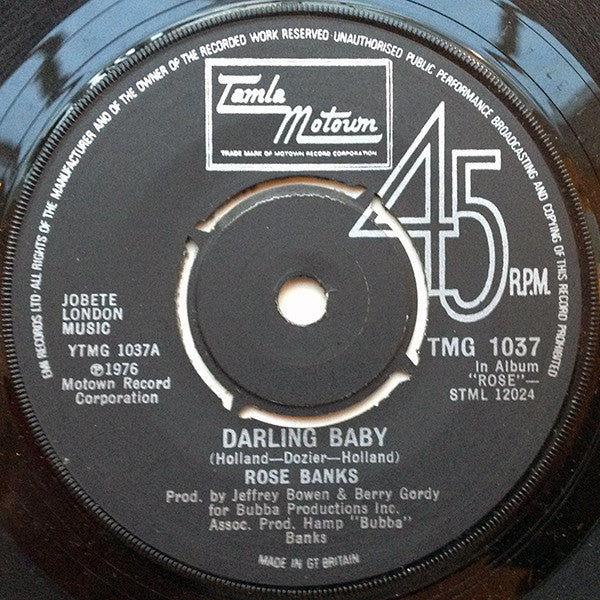 EMI RECORDS LTD ALL RIGHTS OF THE MANUFACTURER AND OF THE OWNER OF THE RECORDED WORK RESERVED · UNAUTHORISED PUBLIC PERFORMANCE BROADCASTING AND COPYING OF THIS RECORD PROHIBITED
Tamla
Motown
TRADE MARK OF MOTOWN RECORD CORPORATION
45
R.P.M.
JOBETE
LONDON
MUSIC
YTMG 1037A
℗1976
Motown Record
Corporation
TMG 1037
In Album
"ROSE"—
STML 12024
DARLING BABY
(Holland—Dozier—Holland)
ROSE BANKS
Prod. by Jeffrey Bowen & Berry Gordy
for Bubba Productions Inc.
Assoc. Prod. Hamp "Bubba"
Banks
MADE IN GT BRITAIN